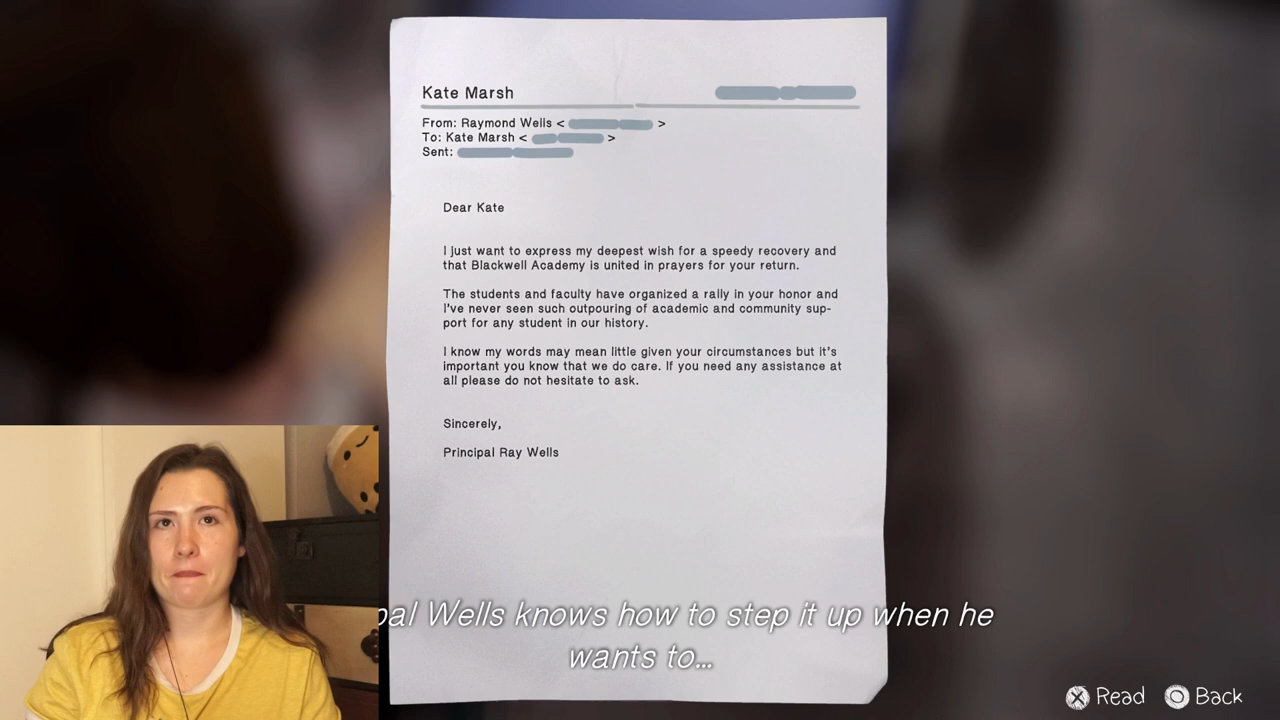 Kate Marsh
From: Raymond Wells < >
To: Kate Marsh < >
Sent:
Dear Kate
I just want to express my deepest wish for a speedy recovery and
that Blackwell Academy is united in prayers for your return.
The students and faculty have organized a rally in your honor and
I've never seen such outpouring of academic and community sup-
port for any student in our history.
I know my words may mean little given your circumstances but it's
important you know that we do care. If you need any assistance at
all please do not hesitate to ask.
Sincerely,
Principal Ray Wells
pal Wells knows how to step it up when he
wants to...
Read Back